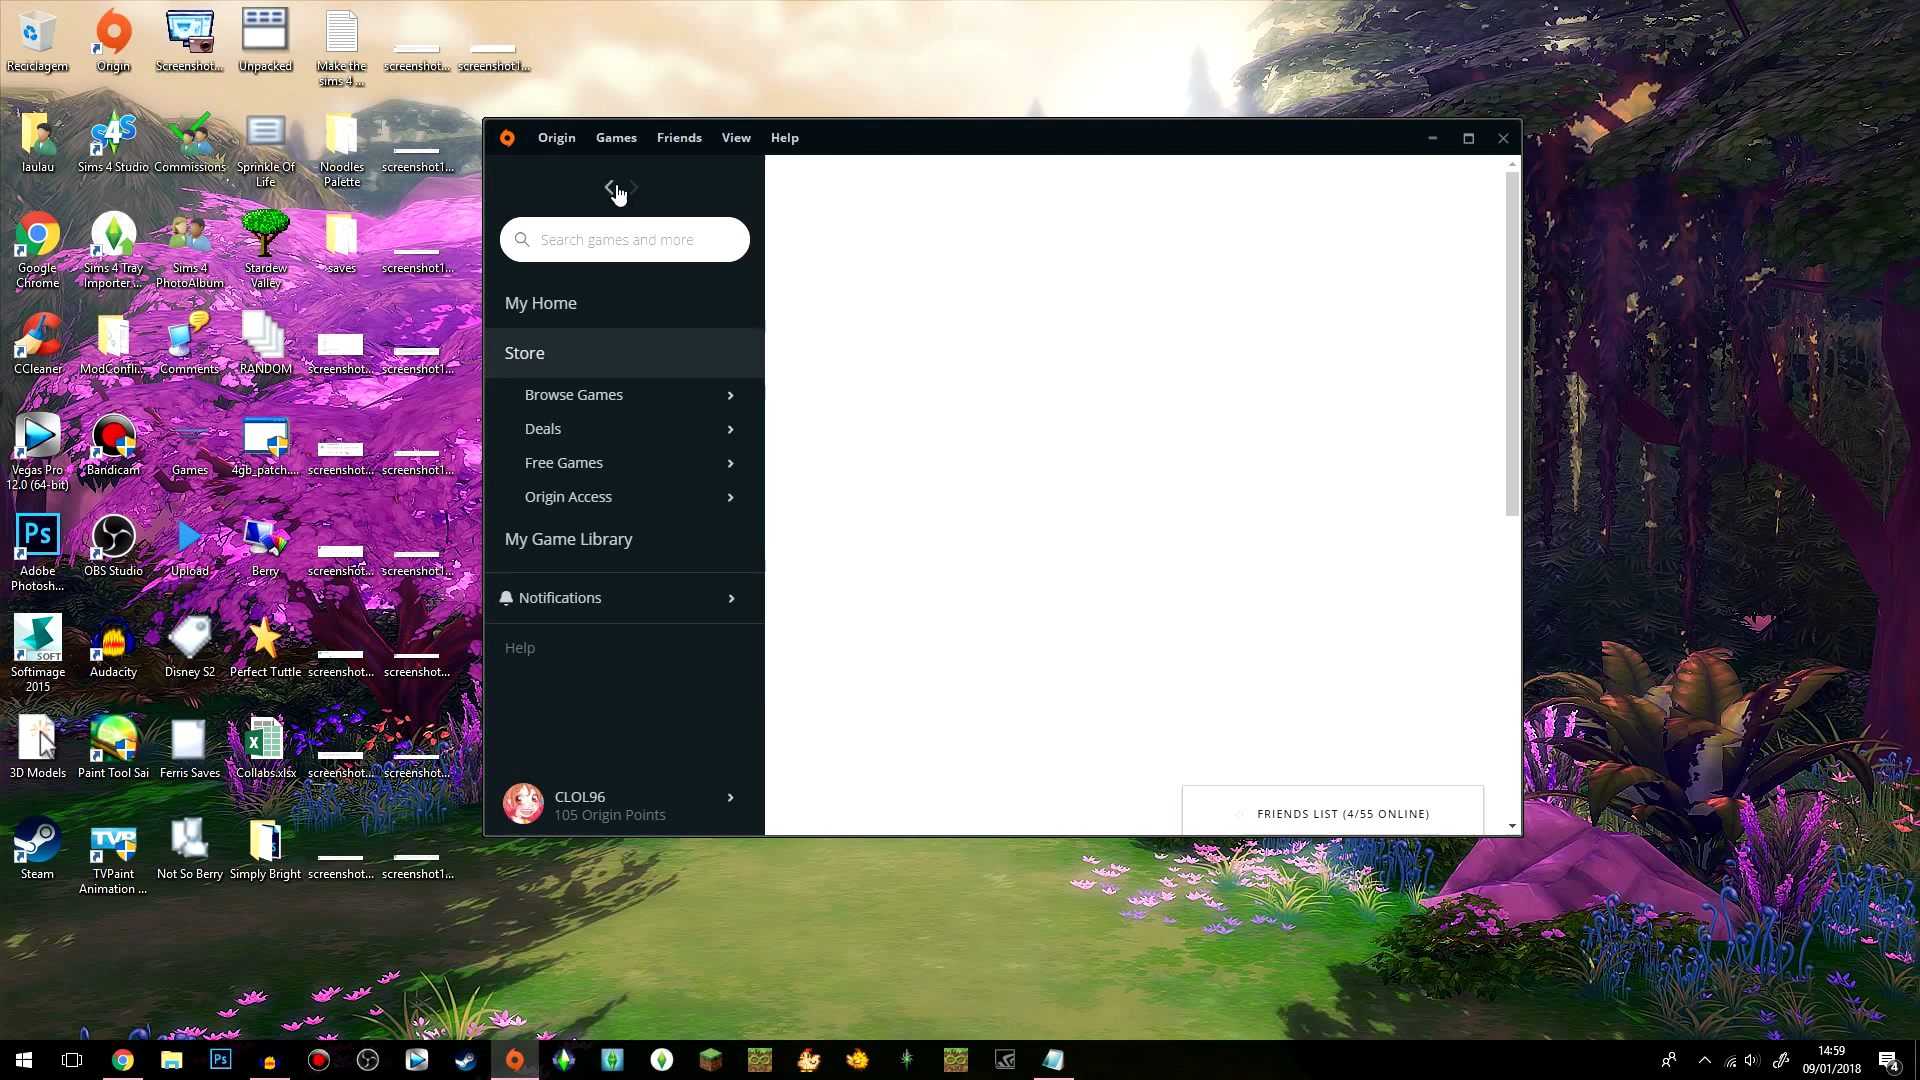 Reciclagem
Origin
Screenshot...
Unpacked
Make the
sims 4 ...
screenshot...
screenshot1...
laulau
Sims 4 Studio
Commissions
Sprinkle Of
Life
Noodles
Palette
screenshot1...
Google
Chrome
Sims 4 Tray
Importer ...
Sims 4
PhotoAlbum
Stardew
Valley
saves
screenshot1...
CCleaner
ModConfli...
Comments
RANDOM
screenshot...
screenshot1...
Vegas Pro
12.0 (64-bit)
Bandicam
Games
4gb_patch....
screenshot...
screenshot1...
Ps
Adobe
Photosh...
OBS Studio
Upload
Berry
screenshot...
screenshot1...
SOFT
Softimage
2015
Audacity
Disney S2
Perfect Tuttle
screenshot...
screenshot...
3D Models
Paint Tool Sai
Ferris Saves
Collabs.xlsx
screenshot...
screenshot...
Steam
TVP
TVPaint
Animation ...
Not So Berry
Simply Bright
screenshot...
screenshot1...
Origin Games Friends View Help
Search games and more
My Home
Store
Browse Games
Deals
Free Games
Origin Access
My Game Library
Notifications
Help
CLOL96
105 Origin Points
FRIENDS LIST (4/55 ONLINE)
Ps
14:59
09/01/2018
4